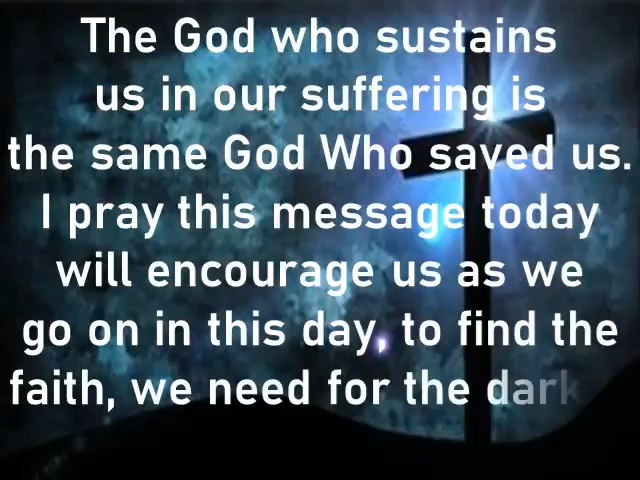 The God who sustains
us in our suffering is
the same God Who saved us.
I pray this message today
will encourage us as we
go on in this day, to find the
faith, we need for the dark